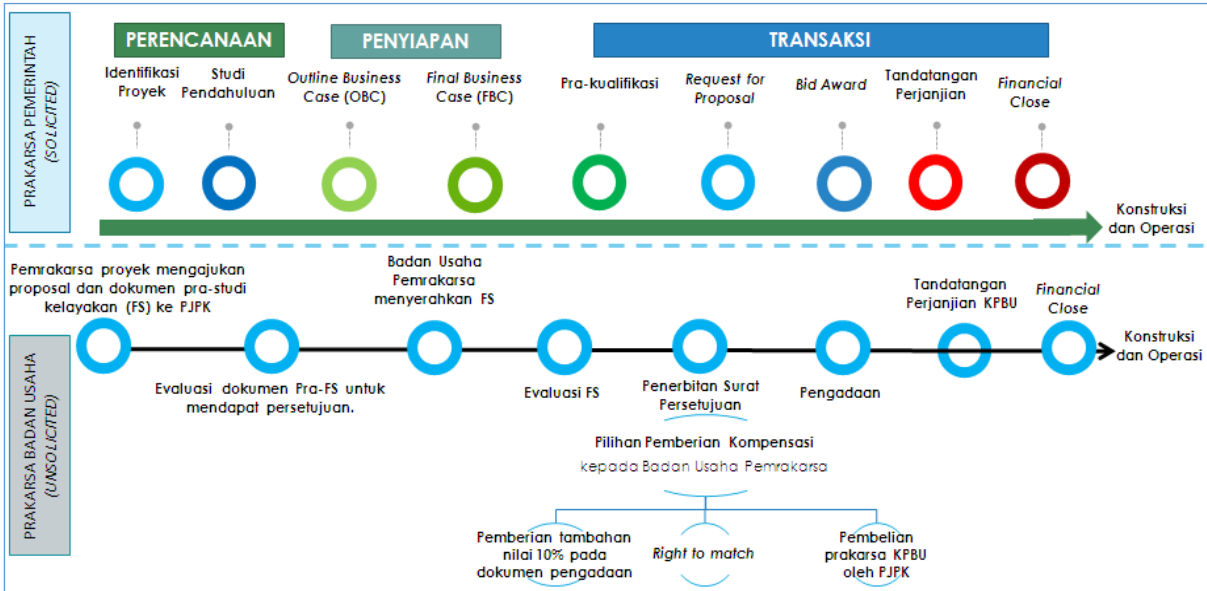 PRAKARSA PEMERINTAH
(SOLICITED)
PERENCANAAN
PENYIAPAN
TRANSAKSI
Identifikasi
Proyek
Studi
Pendahuluan
Outline Business
Case (OBC)
Final Business
Case (FBC)
Pra-kualifikasi
Request for
Proposal
Bid Award
Tandatangan
Perjanjian
Financial
Close
Konstruksi
dan Operasi
PRAKARSA BADAN USAHA
(UNSOLICITED)
Pemrakarsa proyek mengajukan
proposal dan dokumen pra-studi
kelayakan (FS) ke PJPK
Evaluasi dokumen Pra-FS untuk
mendapat persetujuan.
Badan Usaha
Pemrakarsa
menyerahkan FS
Evaluasi FS
Penerbitan Surat
Persetujuan
Pengadaan
Tandatangan
Perjanjian KPBU
Financial
Close
Konstruksi
dan Operasi
Pilihan Pemberian Kompensasi
kepada Badan Usaha Pemrakarsa
Pemberian tambahan
nilai 10% pada
dokumen pengadaan
Right to match
Pembelian
prakarsa KPBU
oleh PJPK